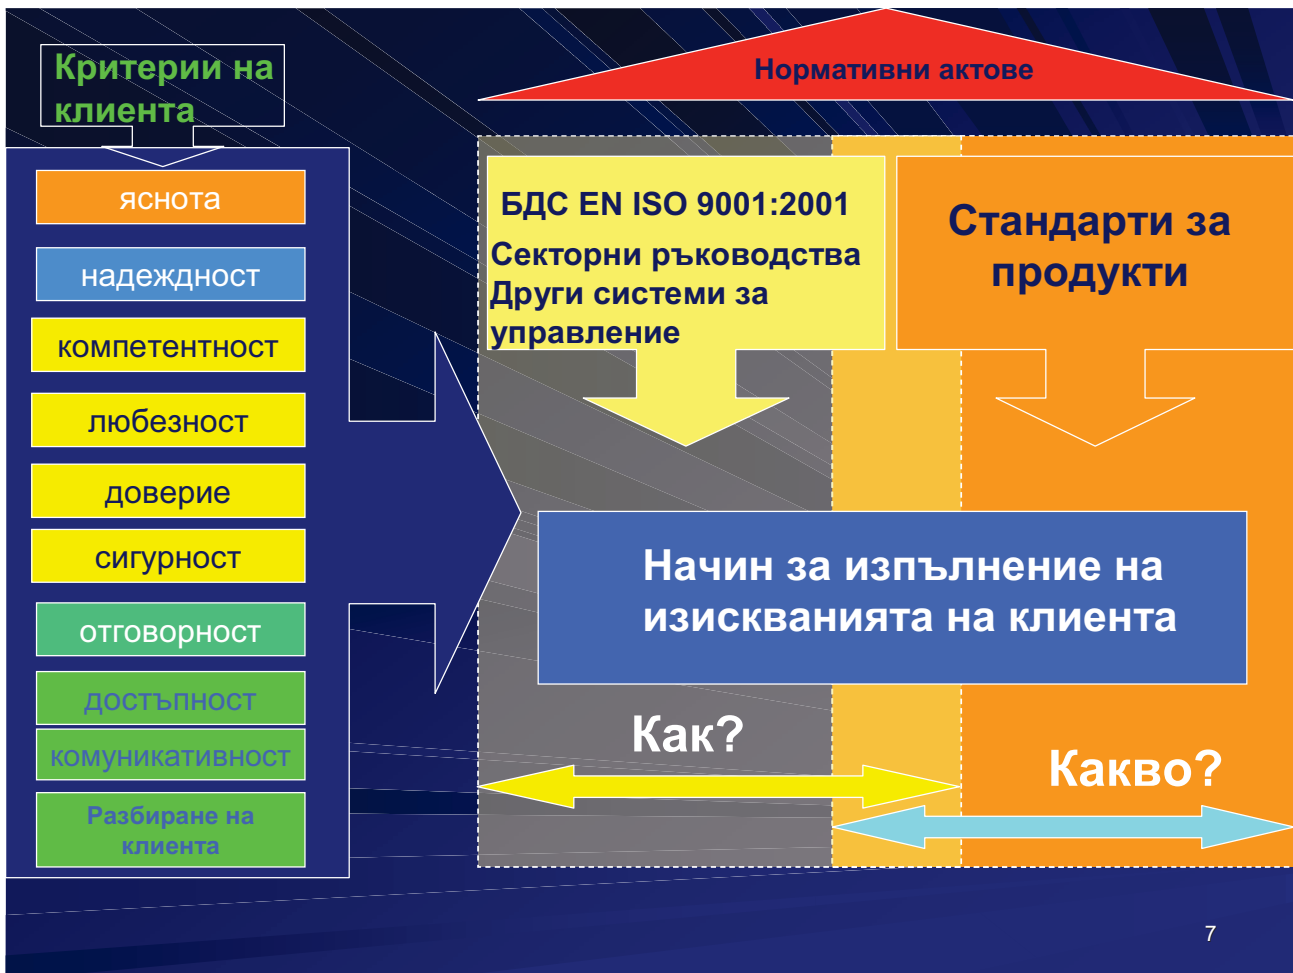 Критерии на
клиента
яснота
надеждност
компетентност
любезност
доверие
сигурност
отговорност
достъпност
комуникативност
Разбиране на
клиента
Нормативни актове
БДС EN ISO 9001:2001
Секторни ръководства
Други системи за
управление
Стандарти за
продукти
Начин за изпълнение на
изискванията на клиента
Как?
Какво?
7